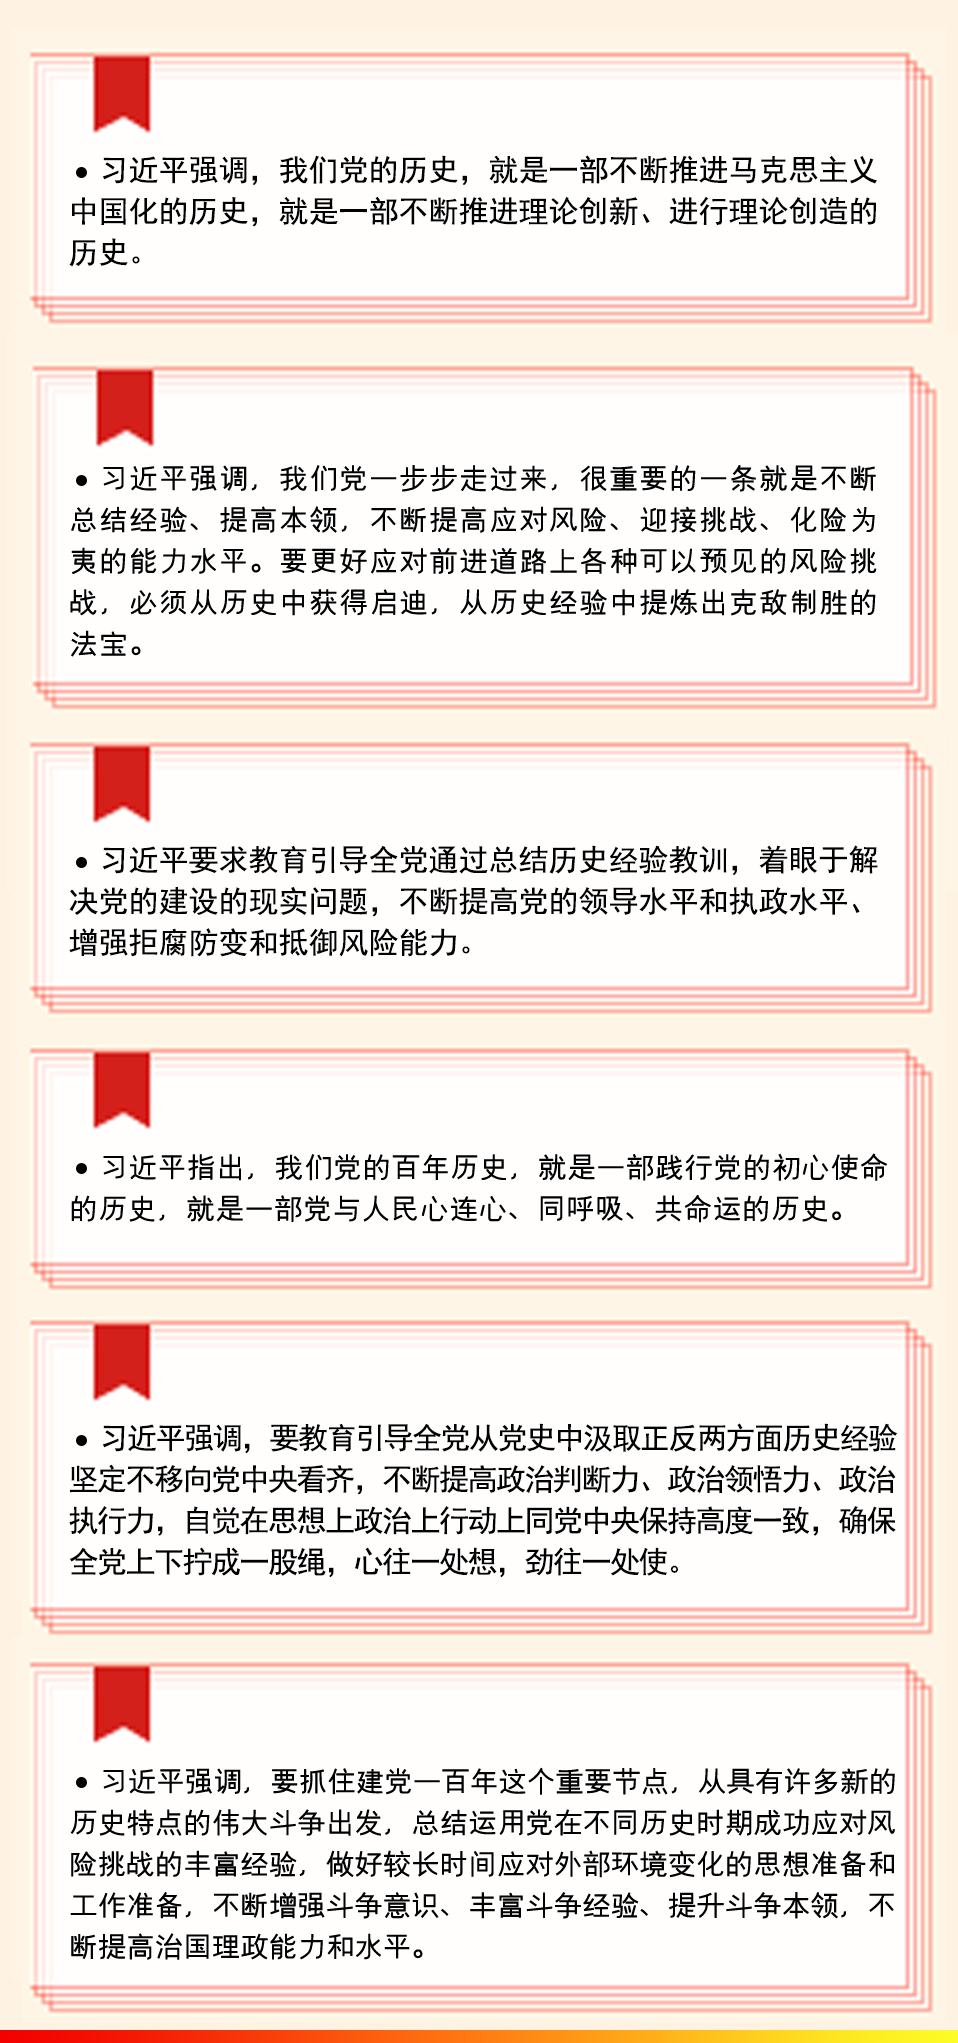 ● 习近平强调，我们党的历史，就是一部不断推进马克思主义
中国化的历史，就是一部不断推进理论创新、进行理论创造的
历史。
● 习近平强调，我们党一步步走过来，很重要的一条就是不断
总结经验、提高本领，不断提高应对风险、迎接挑战、化险为
夷的能力水平。要更好应对前进道路上各种可以预见的风险挑
战，必须从历史中获得启迪，从历史经验中提炼出克敌制胜的
法宝。
● 习近平要求教育引导全党通过总结历史经验教训，着眼于解
决党的建设的现实问题，不断提高党的领导水平和执政水平、
增强拒腐防变和抵御风险能力。
● 习近平指出，我们党的百年历史，就是一部践行党的初心使命
的历史，就是一部党与人民心连心、同呼吸、共命运的历史。
● 习近平强调，要教育引导全党从党史中汲取正反两方面历史经验
坚定不移向党中央看齐，不断提高政治判断力、政治领悟力、政治
执行力，自觉在思想上政治上行动上同党中央保持高度一致，确保
全党上下拧成一股绳，心往一处想，劲往一处使。
● 习近平强调，要抓住建党一百年这个重要节点，从具有许多新的
历史特点的伟大斗争出发，总结运用党在不同历史时期成功应对风
险挑战的丰富经验，做好较长时间应对外部环境变化的思想准备和
工作准备，不断增强斗争意识、丰富斗争经验、提升斗争本领，不
断提高治国理政能力和水平。